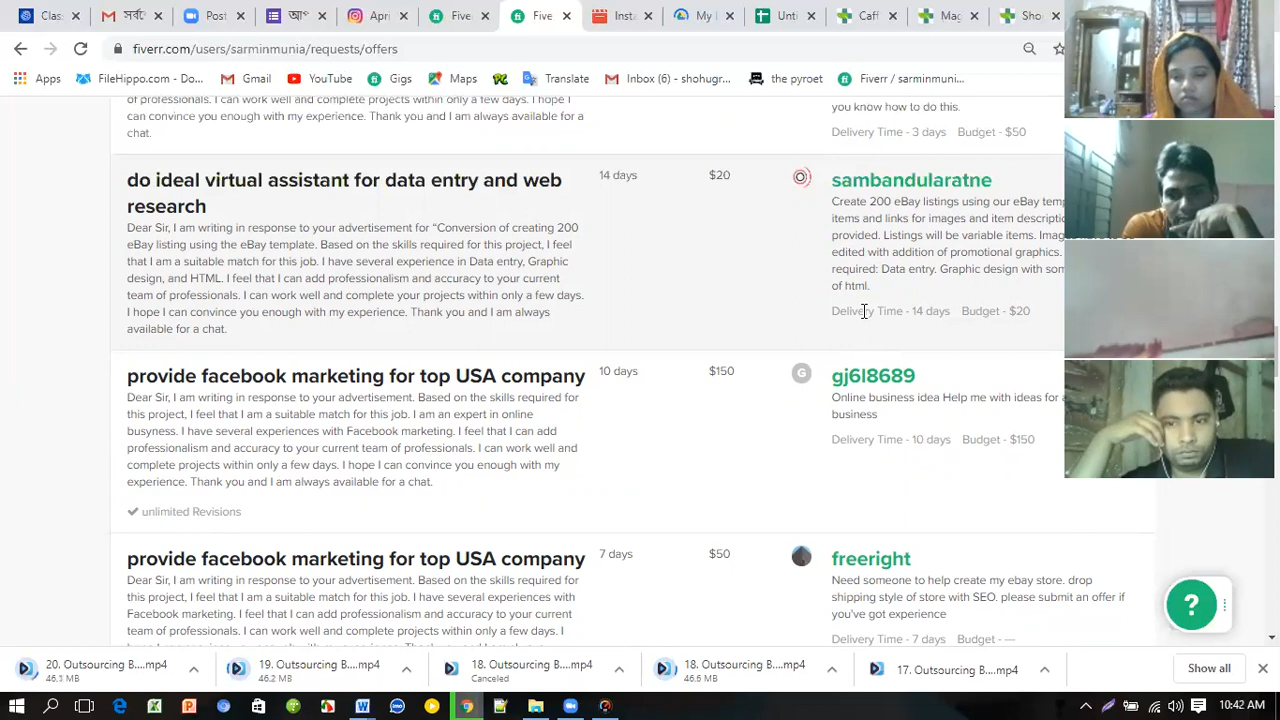 Clas
সর্বে
Post
আপ
Apri
Five
Five
Insta
My
Unti
Caff
Mag
Sho
fiverr.com/users/sarminmunia/requests/offers
Apps
FileHippo.com - Do...
Gmail
YouTube
Gigs
Maps
Translate
Inbox (6) - shohugr...
the pyroet
Fiverr / sarminmuni...
of professionals. I can work well and complete projects within only a few days. I hope I
can convince you enough with my experience. Thank you and I am always available for a
chat.
you know how to do this.
Delivery Time - 3 days Budget - $50
do ideal virtual assistant for data entry and web
research
Dear Sir, I am writing in response to your advertisement for “Conversion of creating 200
eBay listing using the eBay template. Based on the skills required for this project, I feel
that I am a suitable match for this job. I have several experience in Data entry, Graphic
design, and HTML. I feel that I can add professionalism and accuracy to your current
team of professionals. I can work well and complete your projects within only a few days.
I hope I can convince you enough with my experience. Thank you and I am always
available for a chat.
14 days
$20
sambandularatne
Create 200 eBay listings using our eBay temp
items and links for images and item descriptio
provided. Listings will be variable items. Imag
edited with addition of promotional graphics.
required: Data entry. Graphic design with som
of html.
Delivery Time - 14 days Budget - $20
provide facebook marketing for top USA company
Dear Sir, I am writing in response to your advertisement. Based on the skills required for
this project, I feel that I am a suitable match for this job. I am an expert in online
busyness. I have several experiences with Facebook marketing. I feel that I can add
professionalism and accuracy to your current team of professionals. I can work well and
complete projects within only a few days. I hope I can convince you enough with my
experience. Thank you and I am always available for a chat.
unlimited Revisions
10 days
$150
G
gj6l8689
Online business idea Help me with ideas for a
business
Delivery Time - 10 days Budget - $150
provide facebook marketing for top USA company
Dear Sir, I am writing in response to your advertisement. Based on the skills required for
this project, I feel that I am a suitable match for this job. I have several experiences with
Facebook marketing. I feel that I can add professionalism and accuracy to your current
team of professionals. I can work well and complete projects within only a few days. I
7 days
$50
freeright
Need someone to help create my ebay store. drop
shipping style of store with SEO. please submit an offer if
you've got experience
Delivery Time - 7 days Budget - —
?
20. Outsourcing B....mp4
46.1 MB
19. Outsourcing B....mp4
46.2 MB
18. Outsourcing B....mp4
Canceled
18. Outsourcing B....mp4
46.6 MB
17. Outsourcing B....mp4
Show all
10:42 AM